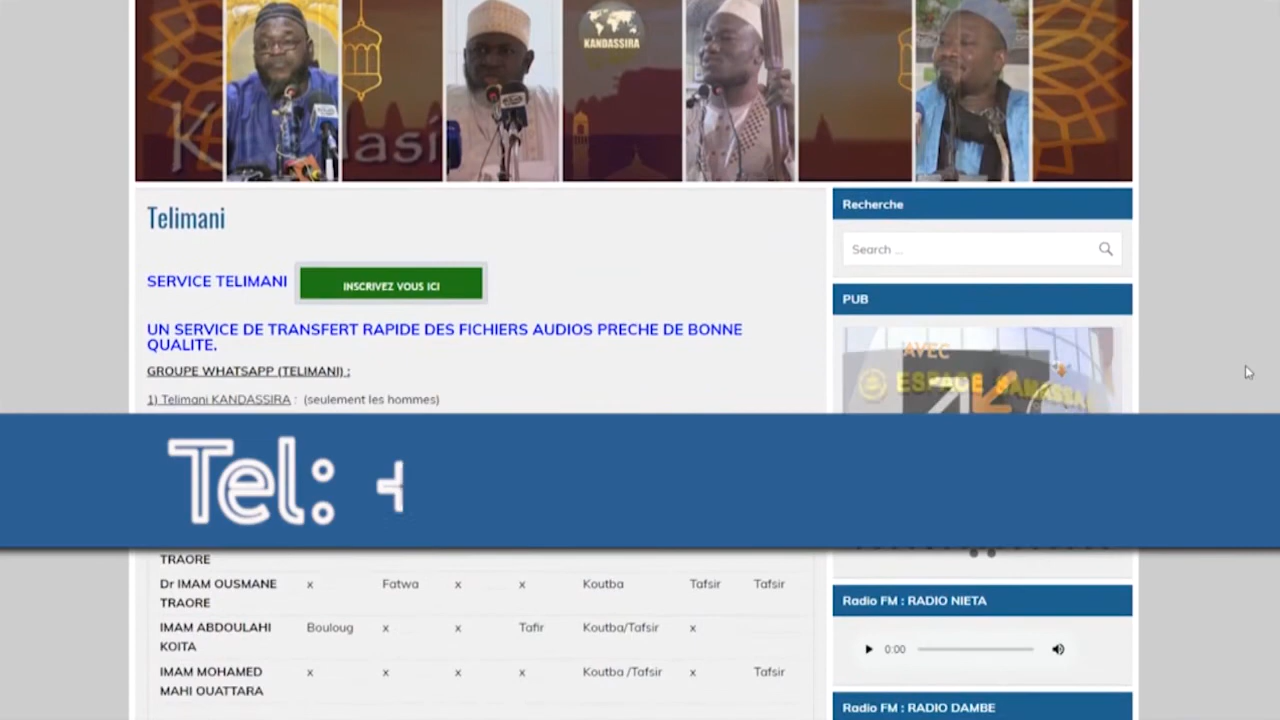 KANDASSIRA
Telimani
SERVICE TELIMANI
INSCRIVEZ VOUS ICI
UN SERVICE DE TRANSFERT RAPIDE DES FICHIERS AUDIOS PRECHE DE BONNE
QUALITE.
GROUPE WHATSAPP (TELIMANI) :
1) Telimani KANDASSIRA : (seulement les hommes)
Tel:
TRAORE
Dr IMAM OUSMANE TRAORE x Fatwa x x Koutba Tafsir Tafsir
IMAM ABDOULAHI KOITA Bouloug x x Tafir Koutba/Tafsir x
IMAM MOHAMED MAHI OUATTARA x x x x Koutba /Tafsir x Tafsir
Recherche
Search ...
PUB
AVEC
ESPACE
Radio FM : RADIO NIETA
0:00
Radio FM : RADIO DAMBE